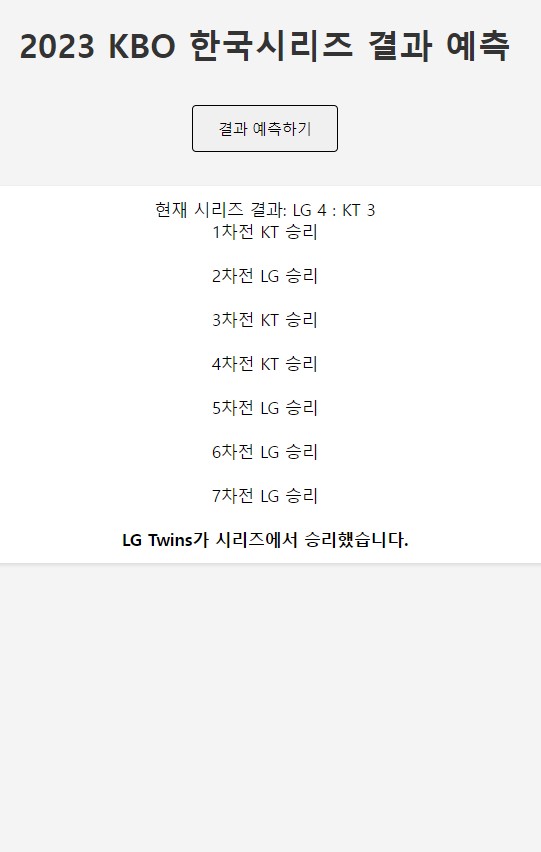 2023 KBO 한국시리즈 결과 예측
결과 예측하기
현재 시리즈 결과: LG 4 : KT 3
1차전 KT 승리
2차전 LG 승리
3차전 KT 승리
4차전 KT 승리
5차전 LG 승리
6차전 LG 승리
7차전 LG 승리
LG Twins가 시리즈에서 승리했습니다.